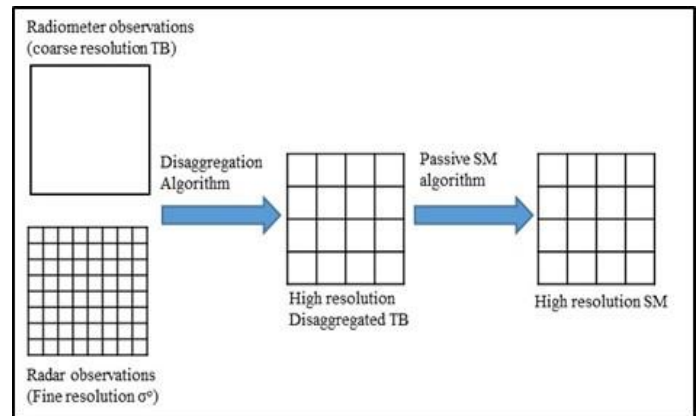 Radiometer observations
(coarse resolution TB)
Disaggregation
Algorithm
Passive SM
algorithm
High resolution
Disaggregated TB
High resolution SM
Radar observations
(Fine resolution σ°)